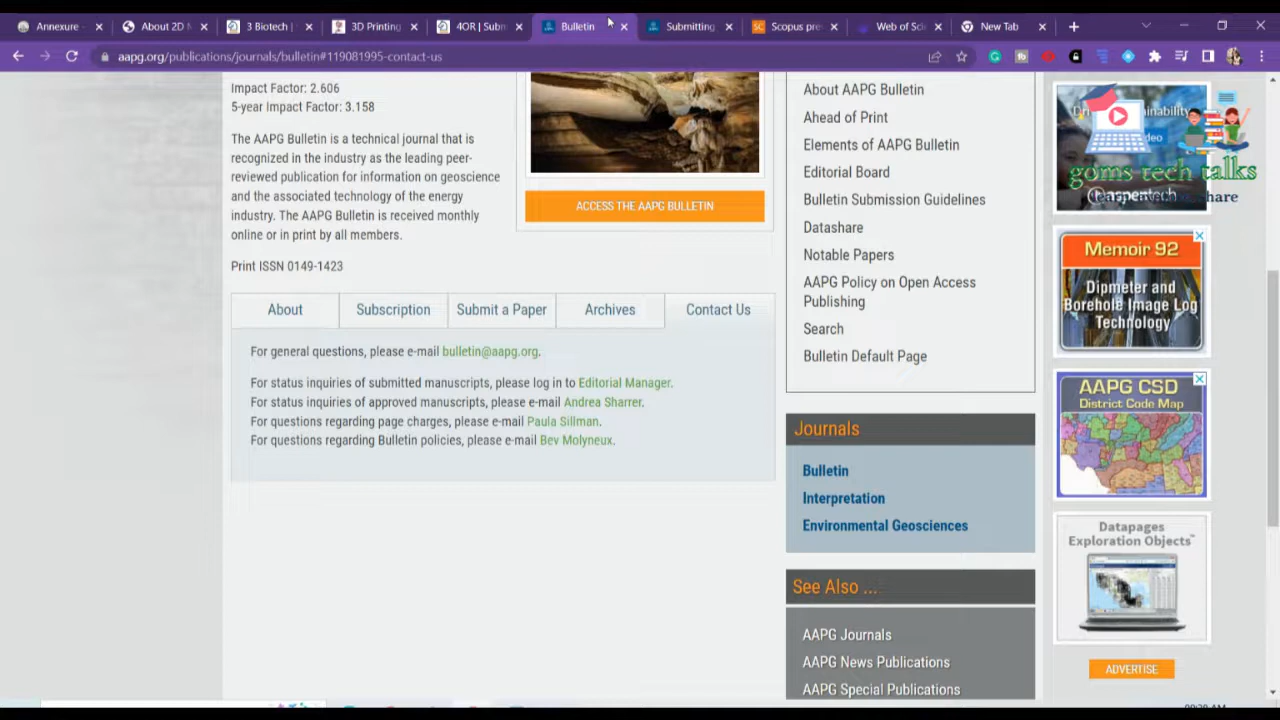 Annexure -
About 2D M
3 Biotech |
3D Printing
4OR | Subm
Bulletin
Submitting
Scopus pre
Web of Sci
New Tab
aapg.org/publications/journals/bulletin#119081995-contact-us
Impact Factor: 2.606
5-year Impact Factor: 3.158
The AAPG Bulletin is a technical journal that is
recognized in the industry as the leading peer-
reviewed publication for information on geoscience
and the associated technology of the energy
industry. The AAPG Bulletin is received monthly
online or in print by all members.
Print ISSN 0149-1423
ACCESS THE AAPG BULLETIN
About
Subscription
Submit a Paper
Archives
Contact Us
For general questions, please e-mail bulletin@aapg.org.
For status inquiries of submitted manuscripts, please log in to Editorial Manager.
For status inquiries of approved manuscripts, please e-mail Andrea Sharrer.
For questions regarding page charges, please e-mail Paula Sillman.
For questions regarding Bulletin policies, please e-mail Bev Molyneux.
About AAPG Bulletin
Ahead of Print
Elements of AAPG Bulletin
Editorial Board
Bulletin Submission Guidelines
Datashare
Notable Papers
AAPG Policy on Open Access
Publishing
Search
Bulletin Default Page
Journals
Bulletin
Interpretation
Environmental Geosciences
See Also ...
AAPG Journals
AAPG News Publications
AAPG Special Publications
goms tech talks
share
Memoir 92
Dipmeter and
Borehole Image Log
Technology
AAPG CSD
District Code Map
Datapages
Exploration Objects™
ADVERTISE